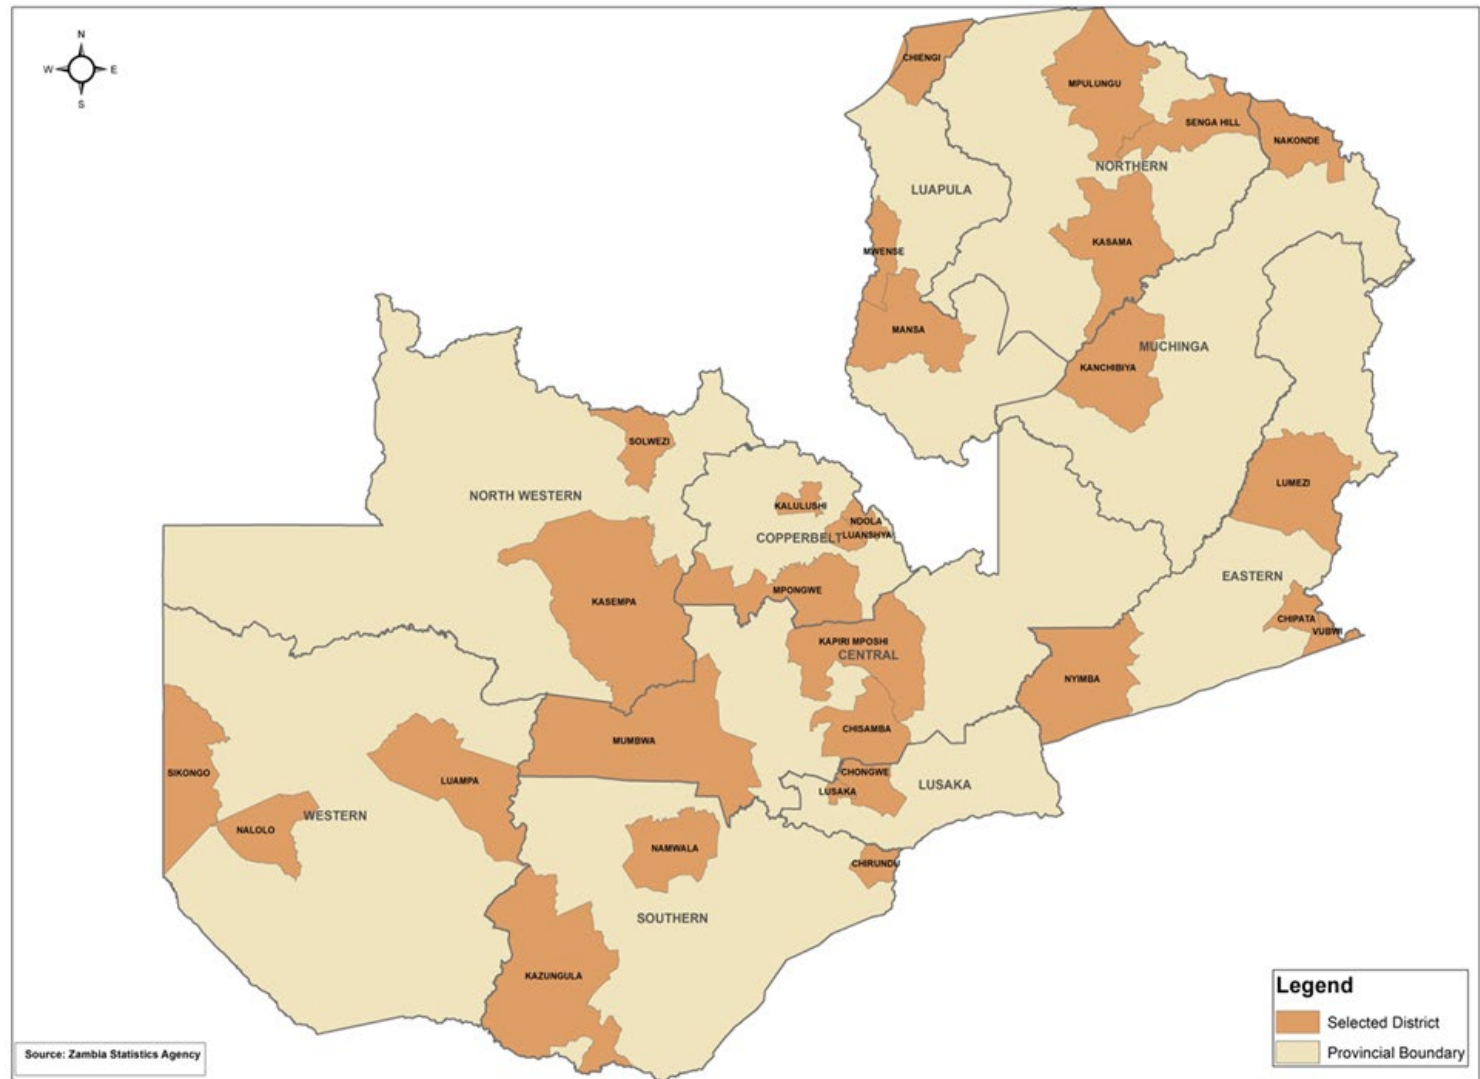 N
W E
S
CHIENGI
MPULUNGU
SENGA HILL
NAKONDE
NORTHERN
LUAPULA
KASAMA
MWENSE
MANSA
MUCHINGA
KANCHIBIYA
SOLWEZI
LUMEZI
NORTH WESTERN
KALULUSHI
NDOLA
LUANSHYA
COPPERBELT
EASTERN
MPONGWE
KASEMPA
CHIPATA
VUBWI
KAPIRI MPOSHI
CENTRAL
NYIMBA
CHISAMBA
MUMBWA
SIKONGO
LUAMPA
CHONGWE
LUSAKA
LUSAKA
WESTERN
NALOLO
NAMWALA
CHIRUNDU
SOUTHERN
KAZUNGULA
Legend
Selected District
Provincial Boundary
Source: Zambia Statistics Agency